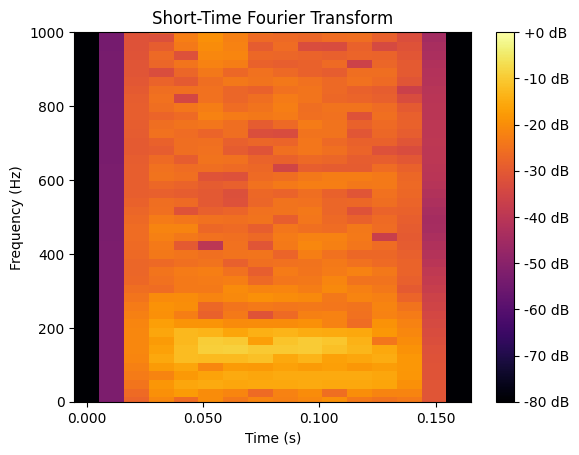 Short-Time Fourier Transform
1000
800
600
400
200
0
Frequency (Hz)
0.000
0.050
0.100
0.150
Time (s)
+0 dB
-10 dB
-20 dB
-30 dB
-40 dB
-50 dB
-60 dB
-70 dB
-80 dB